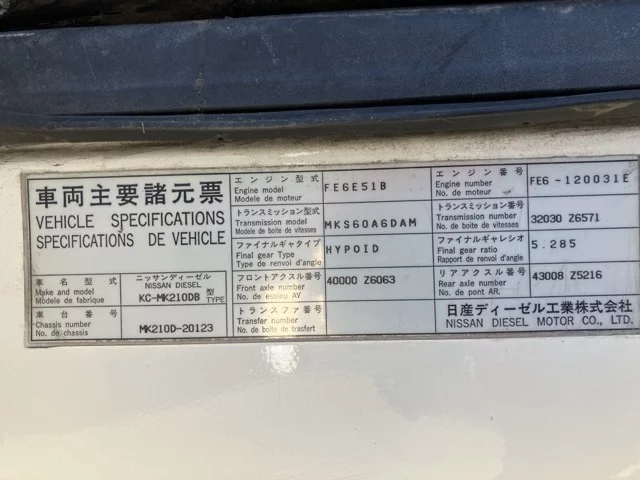 車両主要諸元票
VEHICLE SPECIFICATIONS
SPECIFICATIONS DE VEHICLE
車名型式
Make and model
Modele de fabrique
ニッサンディーゼル
NISSAN DIESEL
KC-MK210DB 型 TYPE
車台番号
Chassis number
No. de chassis
MK210D-20123
エンジン型式
Engine model
Modele de moteur
FE6E51B
トランスミッション型式
Transmission model
Modele de boite de vitesses
MKS60A6DAM
ファイナルギヤタイプ
Final gear Type
Type de renvoi d'angle
HYPOID
フロントアクスル番号
Front axle number
No. de essieu AV
40000 Z6063
トランスファ番号
Transfer number
No. de boite de trasfert
エンジン番号
Engine number
No. de moteur
FE6-120031E
トランスミッション番号
Transmission number
No. de boite de vitesses
32030 Z6571
ファイナルギヤレシオ
Final gear ratio
Rapport de renvoi d'angle
5.285
リアアクスル番号
Rear axle number
No. de pont AR.
43008 Z5216
日産ディーゼル工業株式会社
NISSAN DIESEL MOTOR CO., LTD.